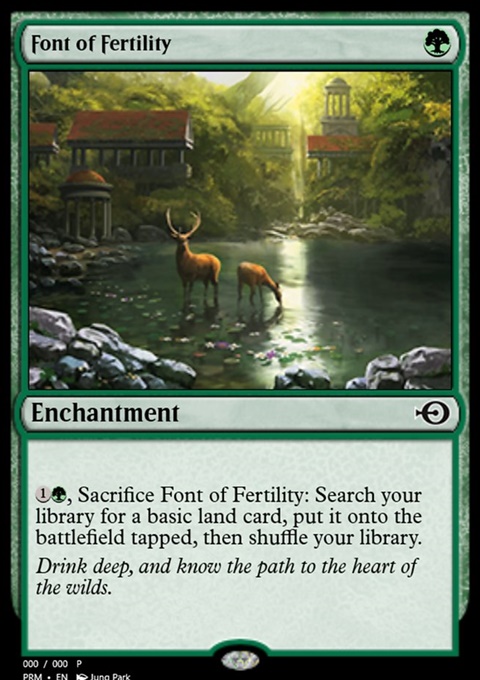 Font of Fertility
Enchantment
1, Sacrifice Font of Fertility: Search your
library for a basic land card, put it onto the
battlefield tapped, then shuffle your library.
Drink deep, and know the path to the heart of
the wilds.
000 / 000 P
PRM • EN Jung Park